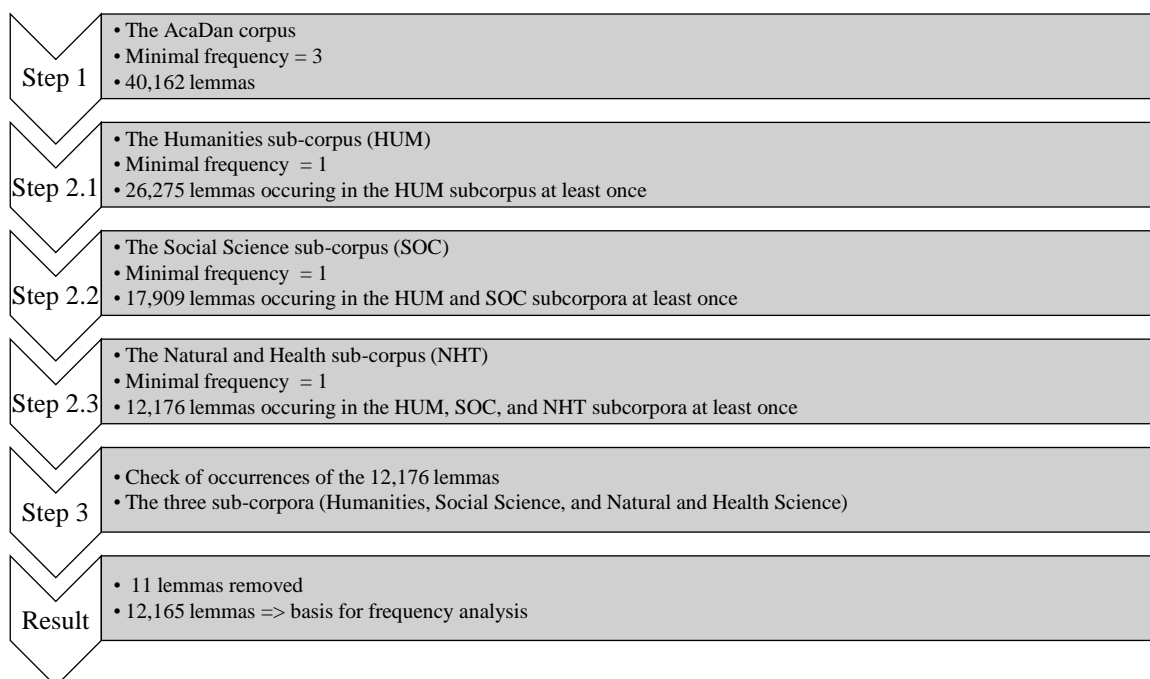 Step 1
• The AcaDan corpus
• Minimal frequency = 3
• 40,162 lemmas
Step 2.1
• The Humanities sub-corpus (HUM)
• Minimal frequency = 1
• 26,275 lemmas occuring in the HUM subcorpus at least once
Step 2.2
• The Social Science sub-corpus (SOC)
• Minimal frequency = 1
• 17,909 lemmas occuring in the HUM and SOC subcorpora at least once
Step 2.3
• The Natural and Health sub-corpus (NHT)
• Minimal frequency = 1
• 12,176 lemmas occuring in the HUM, SOC, and NHT subcorpora at least once
Step 3
• Check of occurrences of the 12,176 lemmas
• The three sub-corpora (Humanities, Social Science, and Natural and Health Science)
Result
• 11 lemmas removed
• 12,165 lemmas => basis for frequency analysis